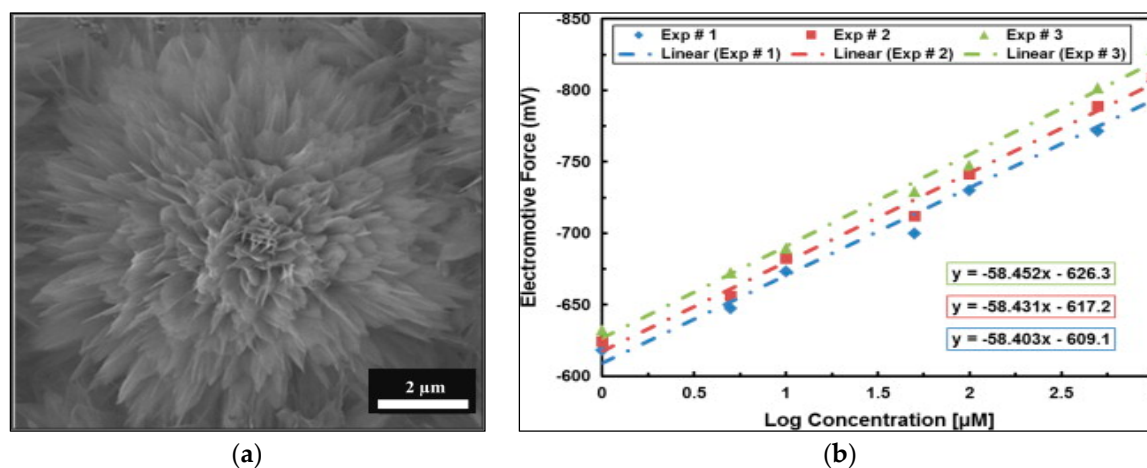 2 µm
(a)
-850
-800
-750
-700
-650
-600
Electromotive Force (mV)
Exp # 1 Exp # 2 Exp # 3
Linear (Exp # 1) Linear (Exp # 2) Linear (Exp # 3)
y = -58.452x - 626.3
y = -58.431x - 617.2
y = -58.403x - 609.1
0 0.5 1 1.5 2 2.5
Log Concentration [µM]
(b)